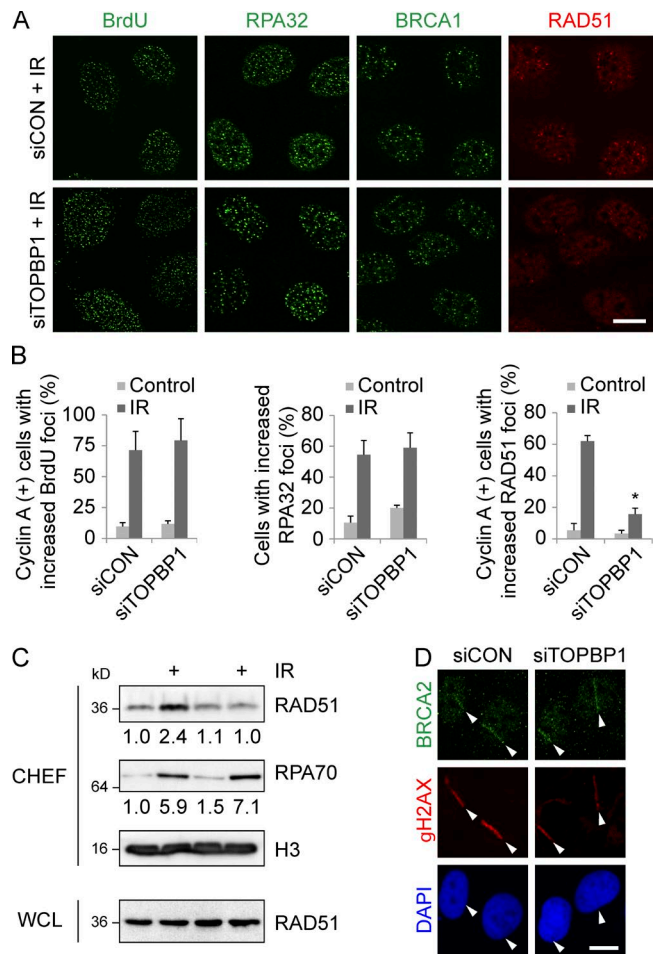 A
BrdU RPA32 BRCA1 RAD51
siCON + IR
siTOPBP1 + IR
B
Cyclin A (+) cells with increased BrdU foci (%)
Control
IR
100
75
50
25
0
siCON
siTOPBP1
Cells with increased RPA32 foci (%)
Control
IR
80
60
40
20
0
siCON
siTOPBP1
Cyclin A (+) cells with increased RAD51 foci (%)
Control
IR
80
60
40
20
0
*
siCON
siTOPBP1
C
kD + + IR
CHEF
36 RAD51
1.0 2.4 1.1 1.0
64 RPA70
1.0 5.9 1.5 7.1
16 H3
WCL 36 RAD51
D
siCON siTOPBP1
BRCA2
gH2AX
DAPI